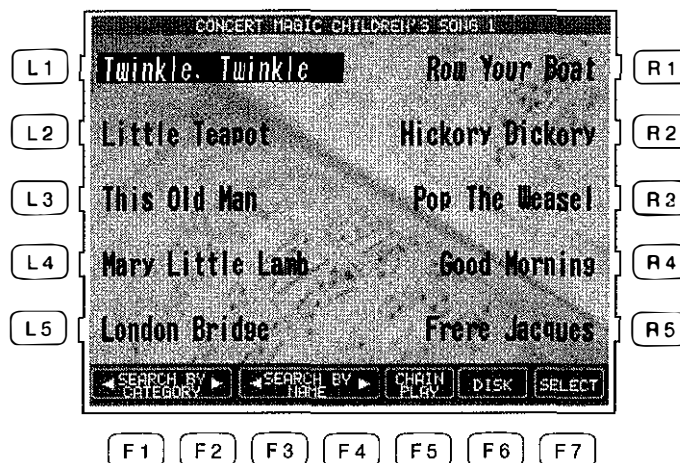 CONCERT MAGIC CHILDREN'S SONG 1
L1 Twinkle, Twinkle Row Your Boat R1
L2 Little Teapot Hickory Dickory R2
L3 This Old Man Pop The Weasel R3
L4 Mary Little Lamb Good Morning R4
L5 London Bridge Frere Jacques R5
◀ SEARCH BY ▶ ◀ SEARCH BY ▶ CHAIN DISK SELECT
CATEGORY NAME PLAY
F1 F2 F3 F4 F5 F6 F7